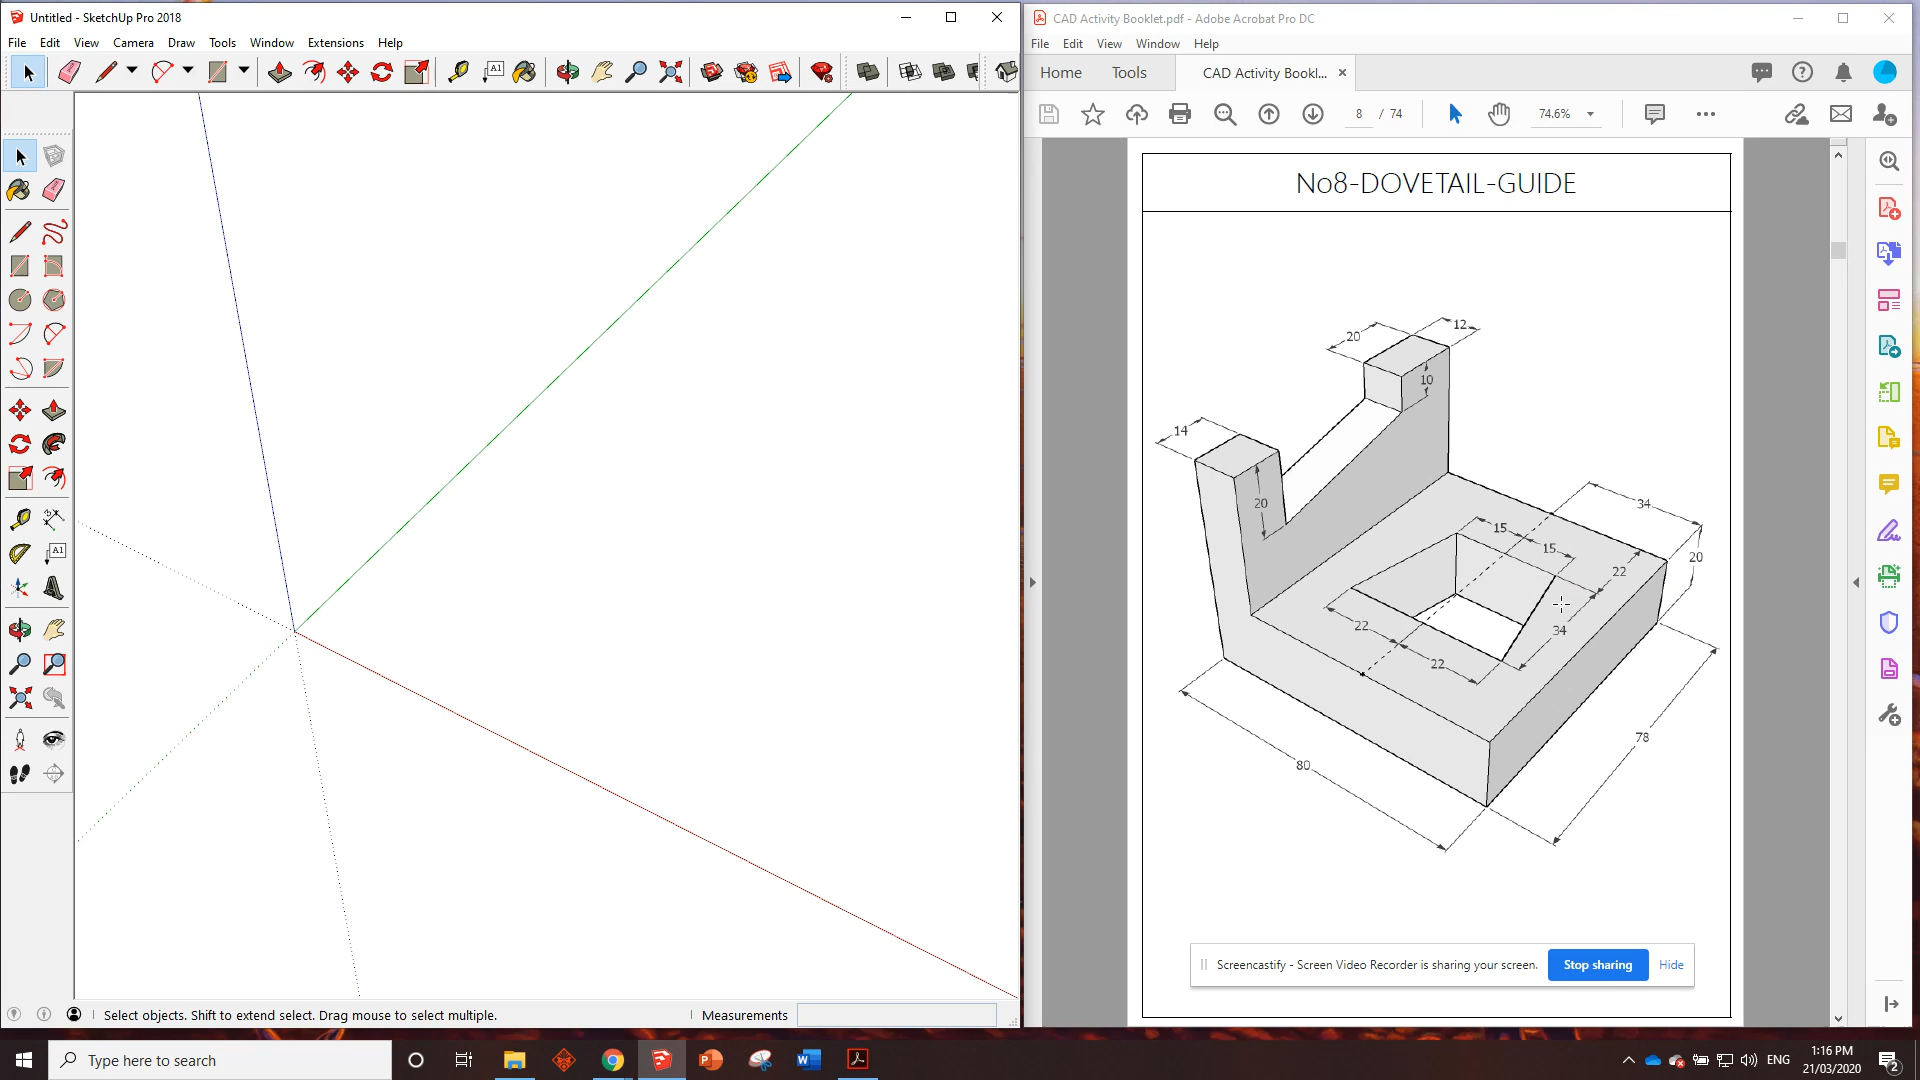 Untitled - SketchUp Pro 2018
File Edit View Camera Draw Tools Window Extensions Help
A1
A1
Select objects. Shift to extend select. Drag mouse to select multiple.
Measurements
CAD Activity Booklet.pdf - Adobe Acrobat Pro DC
File Edit View Window Help
Home Tools CAD Activity Bookl...
8 / 74 74.6%
No8-DOVETAIL-GUIDE
12
20
10
14
20
34
15
15
20
22
22
34
22
78
80
Screencastify - Screen Video Recorder is sharing your screen. Stop sharing Hide
Type here to search
ENG
1:16 PM
21/03/2020
2